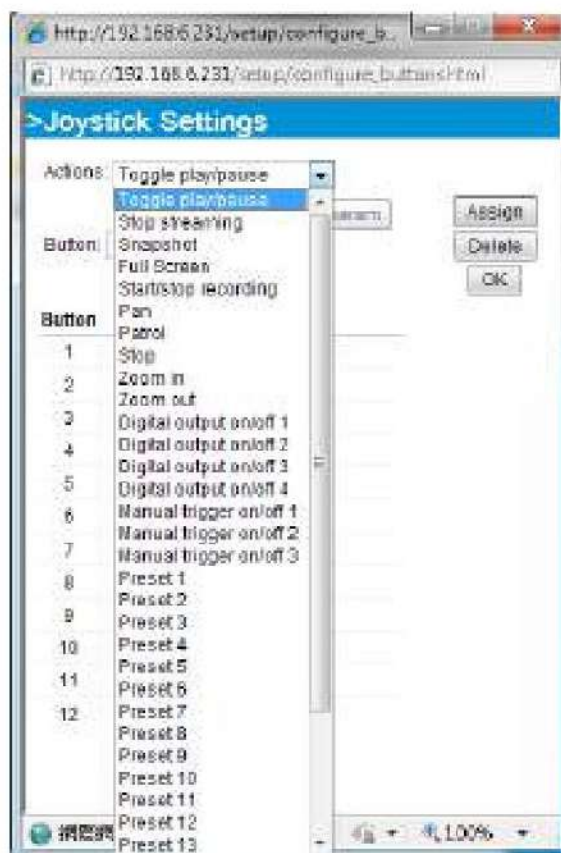 http://192.168.6.231/setup/configure_b...
http://192.168.6.231/setup/configure_buttons.html
>Joystick Settings
Actions: Toggle play/pause
Toggle play/pause
Stop streaming
Assign
Button:
Snapshot
Delete
Full Screen
Start/stop recording
OK
Button
Pan
Patrol
1
Stop
2
Zoom in
Zoom out
3
Digital output on/off 1
4
Digital output on/off 2
Digital output on/off 3
5
Digital output on/off 4
6
Manual trigger on/off 1
Manual trigger on/off 2
7
Manual trigger on/off 3
8
Preset 1
Preset 2
9
Preset 3
10
Preset 4
Preset 5
11
Preset 6
12
Preset 7
Preset 8
Preset 9
Preset 10
Preset 11
Preset 12
100%
Preset 13